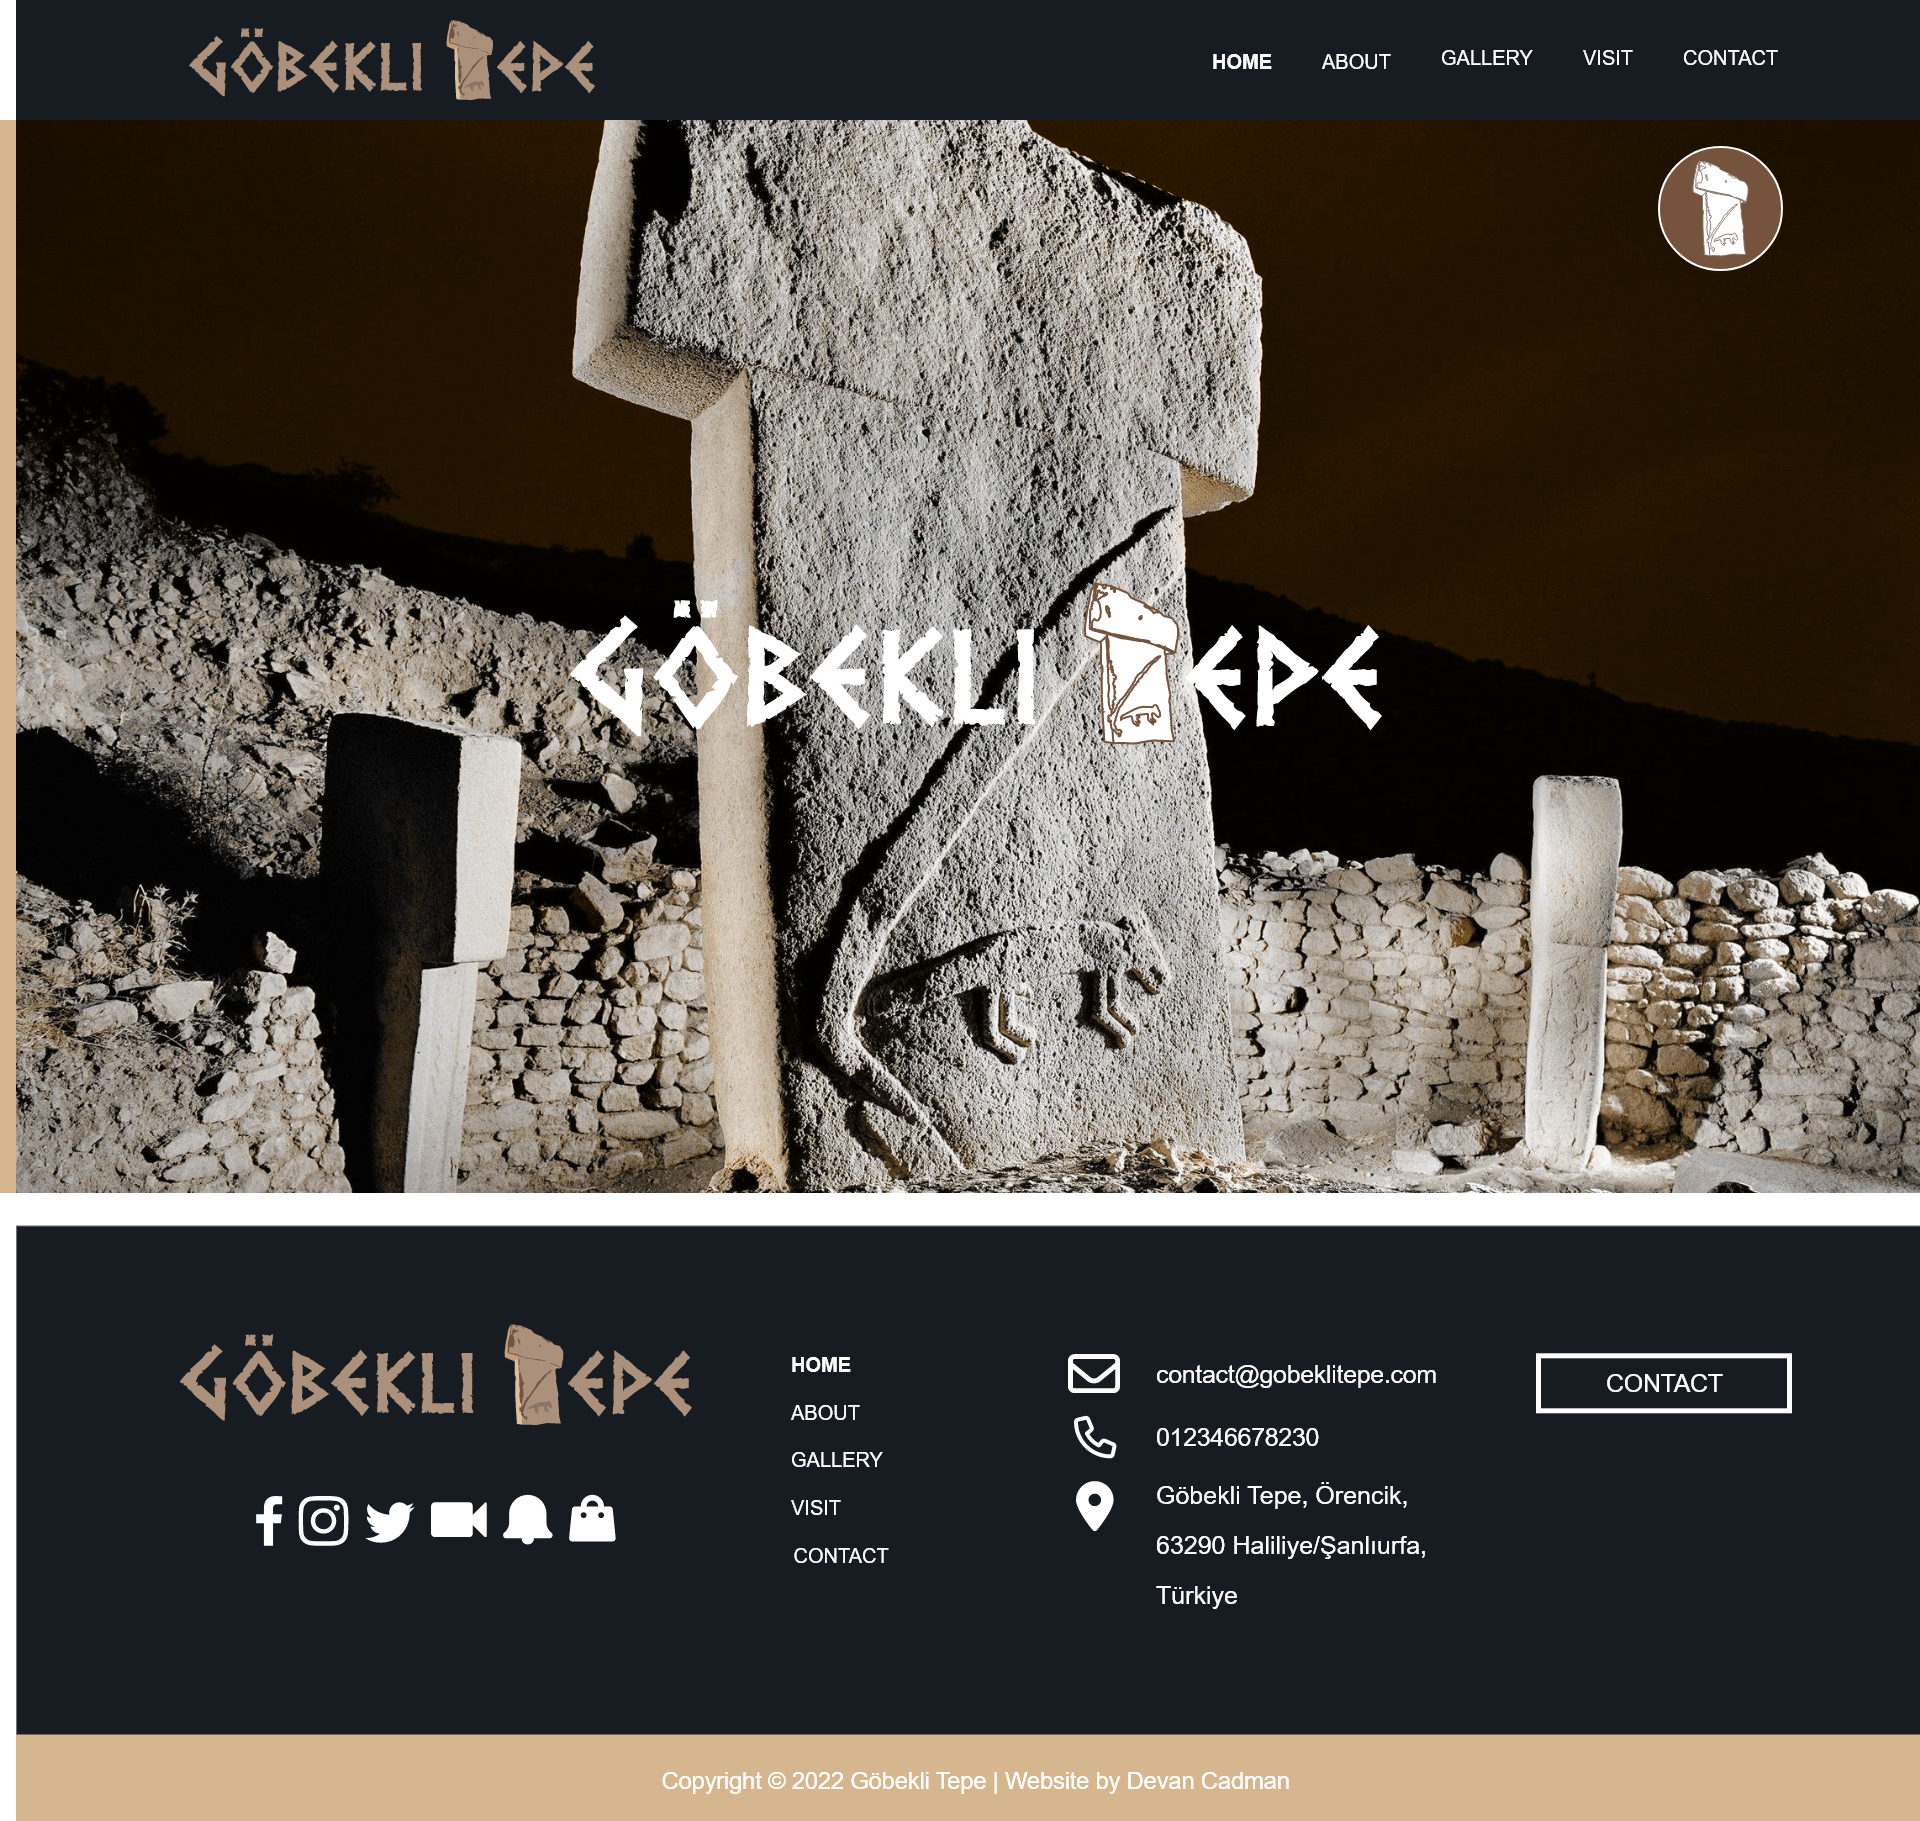 GÖBEKLI TEPE
HOME ABOUT GALLERY VISIT CONTACT
GÖBEKLI TEPE
GÖBEKLI TEPE
HOME
ABOUT
GALLERY
VISIT
CONTACT
contact@gobeklitepe.com
012346678230
Göbekli Tepe, Örencik,
63290 Haliliye/Şanlıurfa,
Türkiye
CONTACT
Copyright © 2022 Göbekli Tepe | Website by Devan Cadman